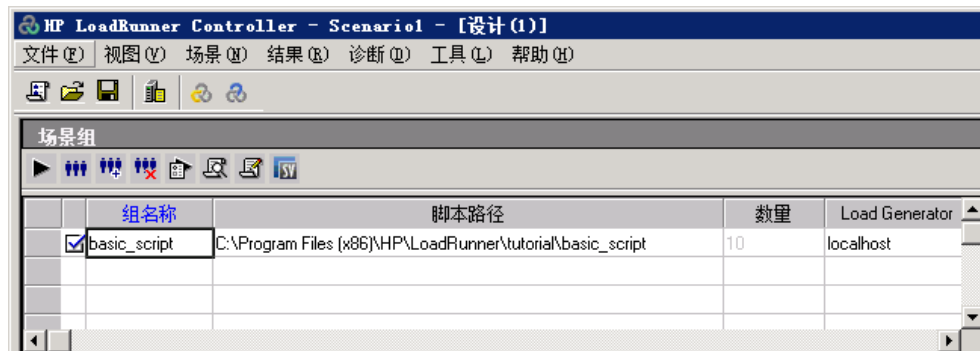 HP LoadRunner Controller - Scenario1 - [设计(1)]
文件(F) 视图(V) 场景(N) 结果(R) 诊断(D) 工具(L) 帮助(H)
场景组
SV
组名称 脚本路径 数量 Load Generator
basic_script C:\Program Files (x86)\HP\LoadRunner\tutorial\basic_script 10 localhost